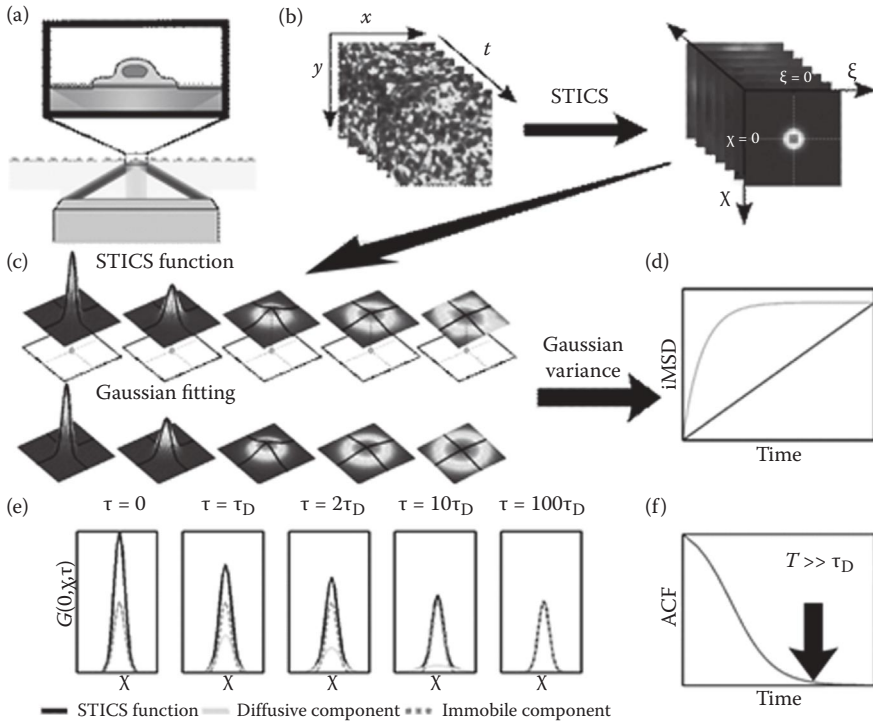 (a)
(b)
x
y
t
STICS
ξ = 0
ξ
χ = 0
χ
(c)
STICS function
Gaussian fitting
Gaussian
variance
(d)
iMSD
Time
(e)
τ = 0
τ = τD
τ = 2τD
τ = 10τD
τ = 100τD
G(0,χ,τ)
χ
χ
χ
χ
χ
STICS function
Diffusive component
Immobile component
(f)
ACF
T >> τD
Time